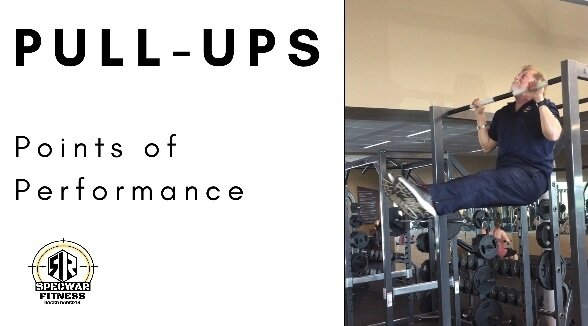 PULL-UPS
Points of
Performance
SPECWAR
FITNESS